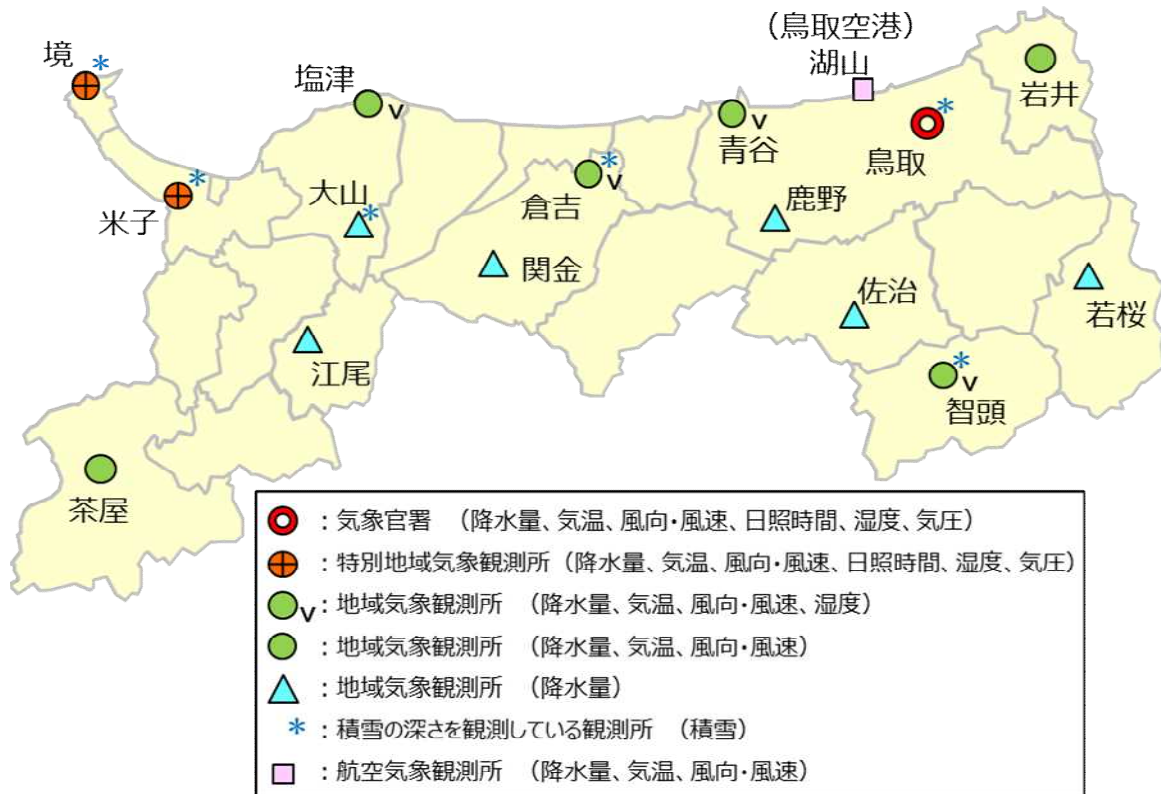 (鳥取空港)
湖山
境
*
塩津
v
岩井
*
鳥取
青谷
v
*
米子
大山
*
*
倉吉
v
鹿野
関金
佐治
若桜
江尾
*
智頭
v
茶屋
:気象官署 (降水量、気温、風向・風速、日照時間、湿度、気圧)
:特別地域気象観測所(降水量、気温、風向・風速、日照時間、湿度、気圧)
v :地域気象観測所 (降水量、気温、風向・風速、湿度)
:地域気象観測所 (降水量、気温、風向・風速)
:地域気象観測所 (降水量)
* :積雪の深さを観測している観測所 (積雪)
:航空気象観測所 (降水量、気温、風向・風速)